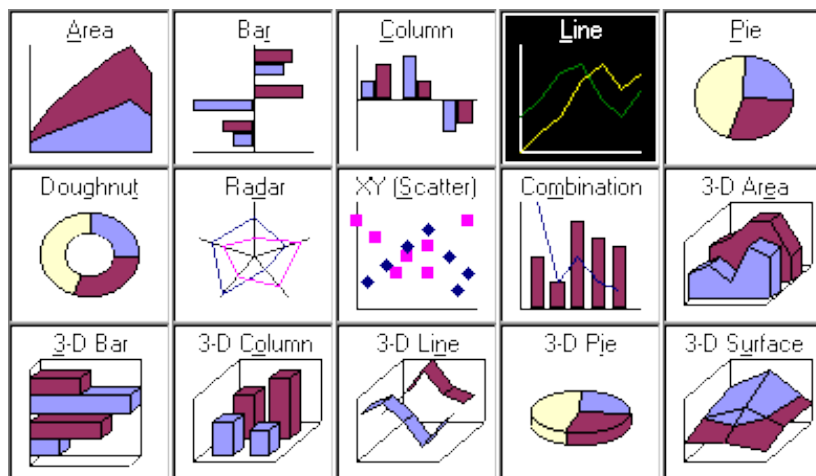 Area Bar Column Line Pie
Doughnut Radar XY (Scatter) Combination 3-D Area
3-D Bar 3-D Column 3-D Line 3-D Pie 3-D Surface